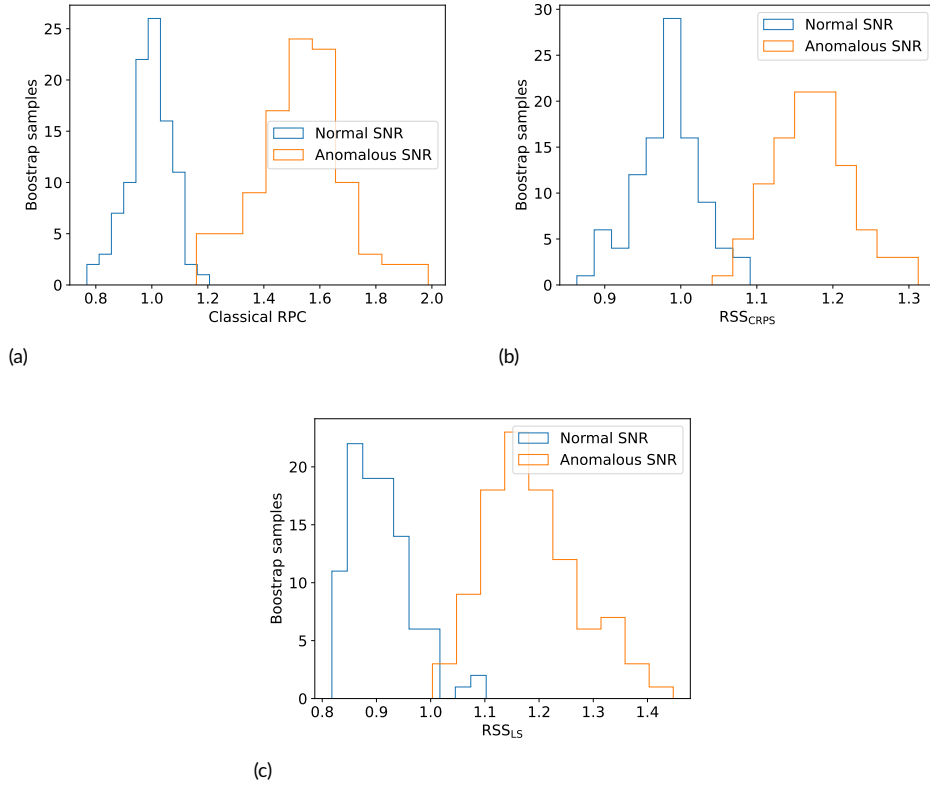 25
20
15
10
5
0
Boostrap samples
Normal SNR
Anomalous SNR
0.8 1.0 1.2 1.4 1.6 1.8 2.0
Classical RPC
(a)
30
25
20
15
10
5
0
Boostrap samples
Normal SNR
Anomalous SNR
0.9 1.0 1.1 1.2 1.3
RSS_CRPS
(b)
20
15
10
5
0
Boostrap samples
Normal SNR
Anomalous SNR
0.8 0.9 1.0 1.1 1.2 1.3 1.4
RSS_LS
(c)